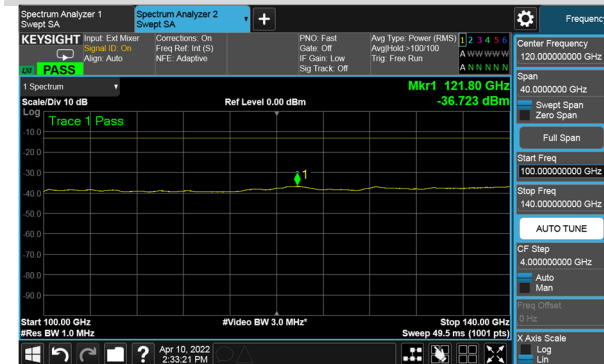 Spectrum Analyzer 1
Swept SA
Spectrum Analyzer 2
Swept SA
+
Frequency
KEYSIGHT
Input: Ext Mixer
Signal ID: On
Align: Auto
Corrections: On
Freq Ref: Int (S)
NFE: Adaptive
PNO: Fast
Gate: Off
IF Gain: Low
Sig Track: Off
Avg Type: Power (RMS)
Avg|Hold:>100/100
Trig: Free Run
1 2 3 4 5 6
A W W W W W
A N N N N N
PASS
1 Spectrum
Scale/Div 10 dB
Ref Level 0.00 dBm
Mkr1 121.80 GHz
-36.723 dBm
Log
Trace 1 Pass
-10.0
-20.0
-30.0
-40.0
-50.0
-60.0
-70.0
-80.0
-90.0
1
Start 100.00 GHz
#Res BW 1.0 MHz
#Video BW 3.0 MHz*
Stop 140.00 GHz
Sweep 49.5 ms (1001 pts)
Center Frequency
120.000000000 GHz
Span
40.0000000 GHz
Swept Span
Zero Span
Full Span
Start Freq
100.000000000 GHz
Stop Freq
140.000000000 GHz
AUTO TUNE
CF Step
4.000000000 GHz
Auto
Man
Freq Offset
0 Hz
X Axis Scale
Log
Lin
?
Apr 10, 2022
2:33:21 PM